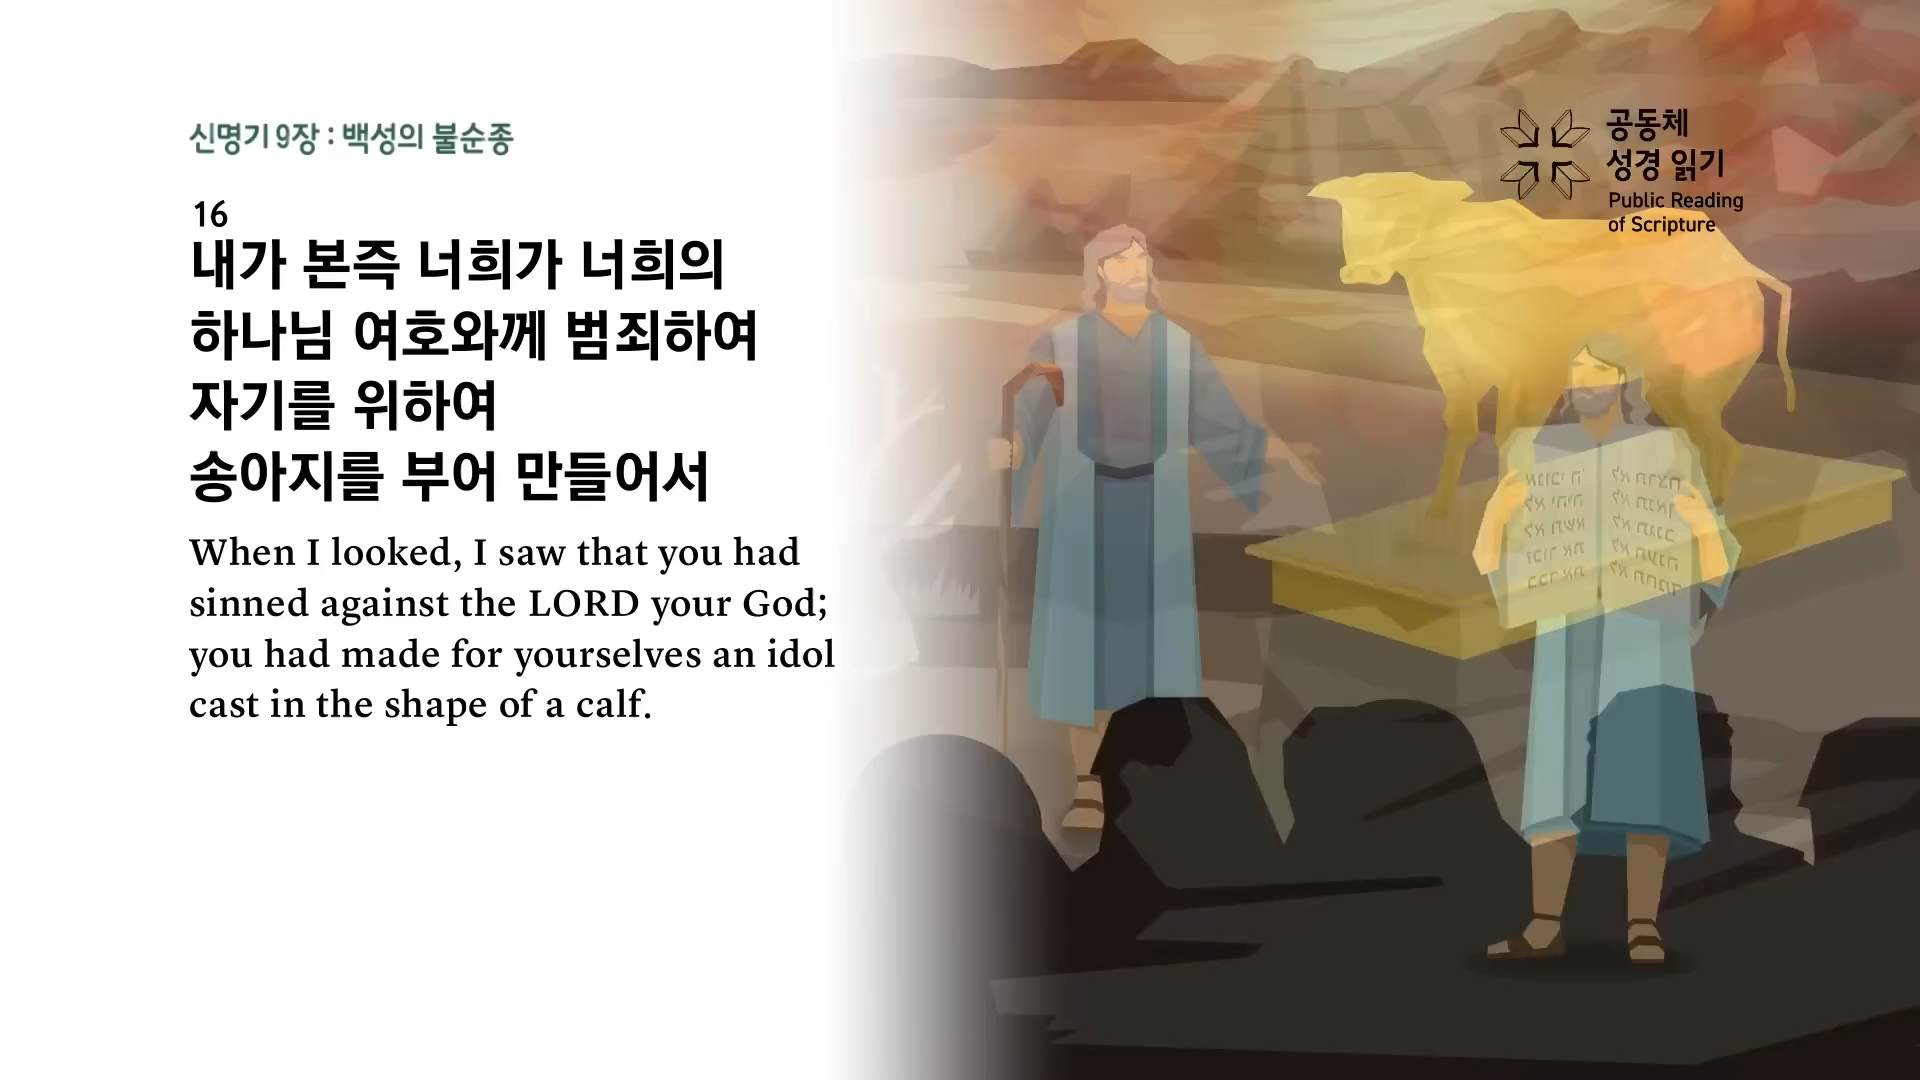 신명기 9장 : 백성의 불순종
16
내가 본즉 너희가 너희의
하나님 여호와께 범죄하여
자기를 위하여
송아지를 부어 만들어서
When I looked, I saw that you had
sinned against the LORD your God;
you had made for yourselves an idol
cast in the shape of a calf.
공동체
성경 읽기
Public Reading
of Scripture